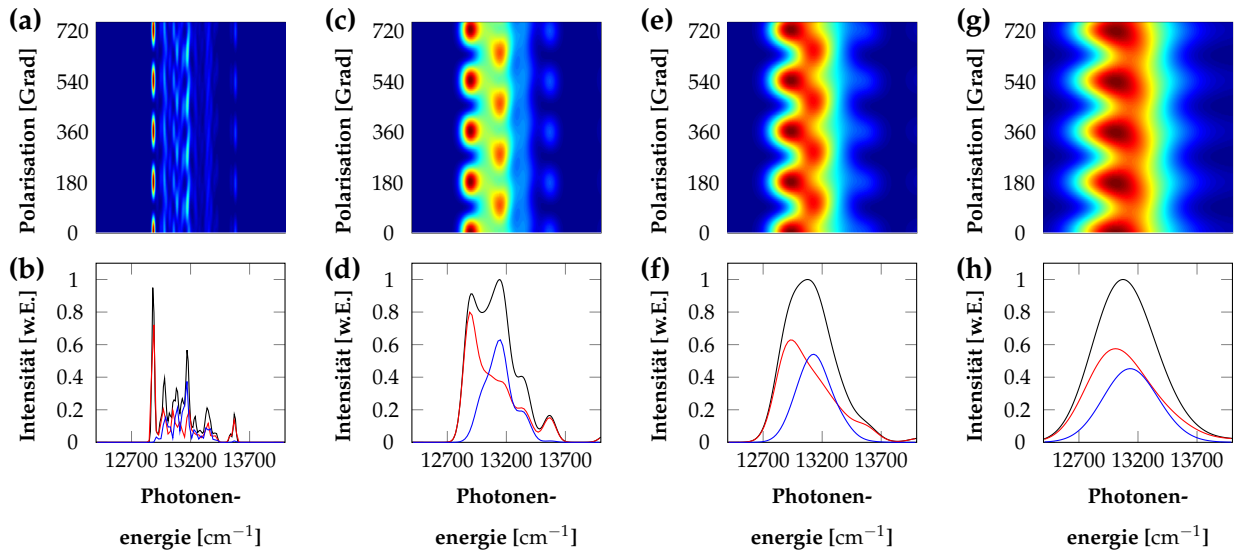 (a)
Polarisation [Grad]
720
540
360
180
0
(c)
Polarisation [Grad]
720
540
360
180
0
(e)
Polarisation [Grad]
720
540
360
180
0
(g)
Polarisation [Grad]
720
540
360
180
0
(b)
Intensität [w.E.]
1
0.8
0.6
0.4
0.2
0
12700 13200 13700
Photonen-
energie [cm−1]
(d)
Intensität [w.E.]
1
0.8
0.6
0.4
0.2
0
12700 13200 13700
Photonen-
energie [cm−1]
(f)
Intensität [w.E.]
1
0.8
0.6
0.4
0.2
0
12700 13200 13700
Photonen-
energie [cm−1]
(h)
Intensität [w.E.]
1
0.8
0.6
0.4
0.2
0
12700 13200 13700
Photonen-
energie [cm−1]